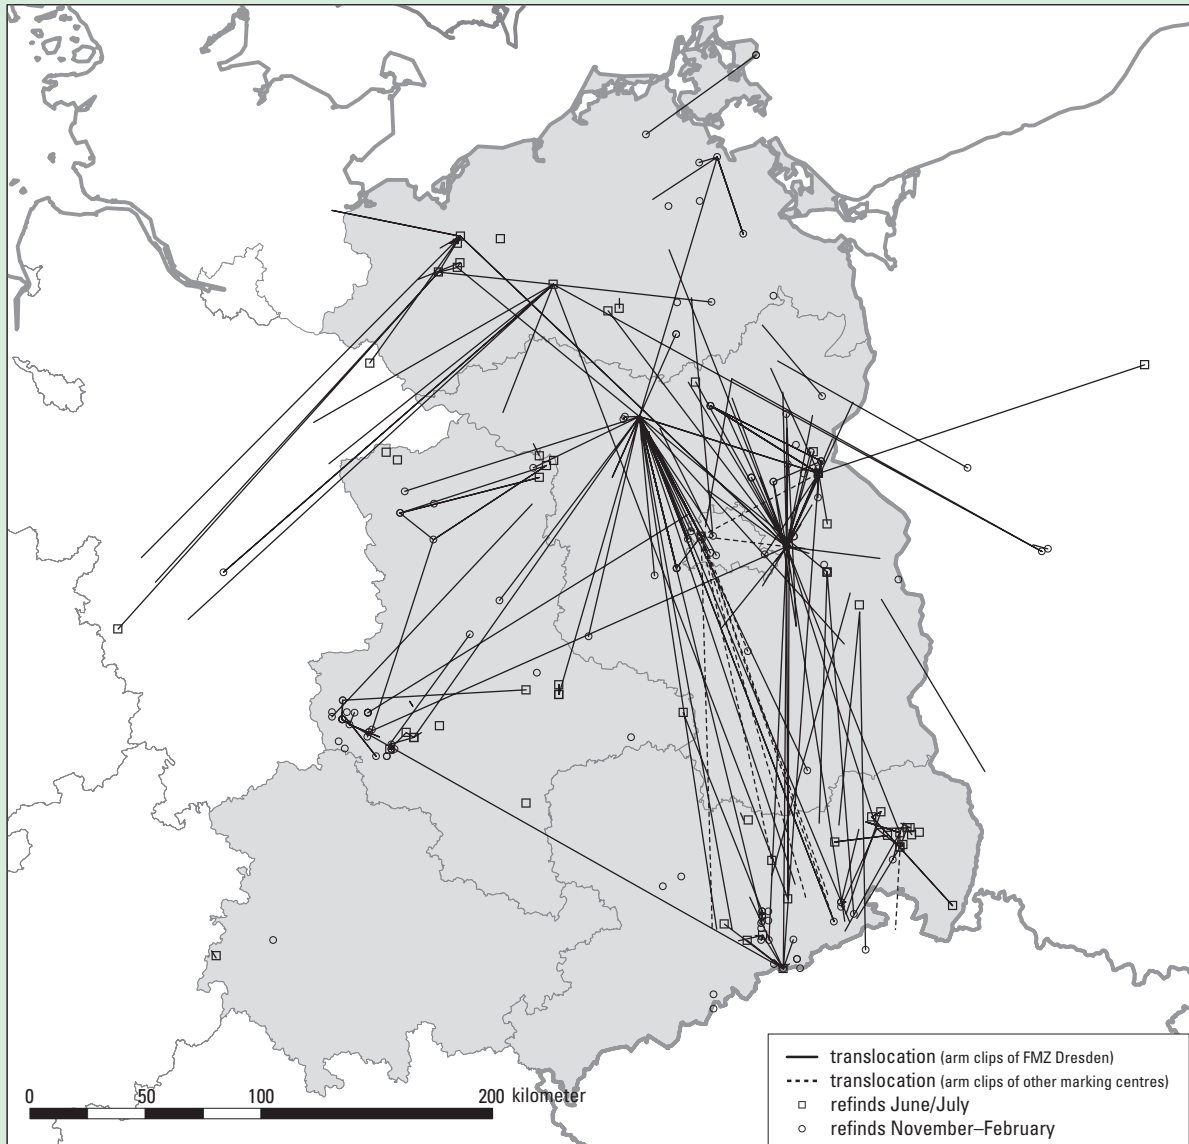 0 50 100 200 kilometer
translocation (arm clips of FMZ Dresden)
translocation (arm clips of other marking centres)
refinds June/July
refinds November–February